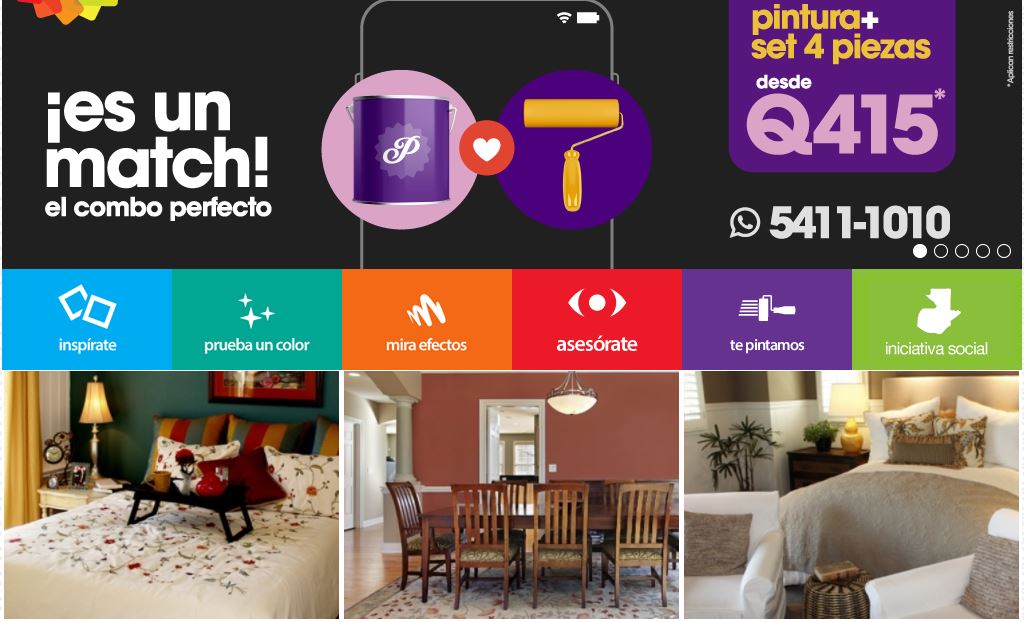 pintura+
set 4 piezas
desde
Q415*
*Aplican restricciones
¡es un
match!
el combo perfecto
P
5411-1010
inspírate
prueba un color
mira efectos
asesórate
te pintamos
iniciativa social